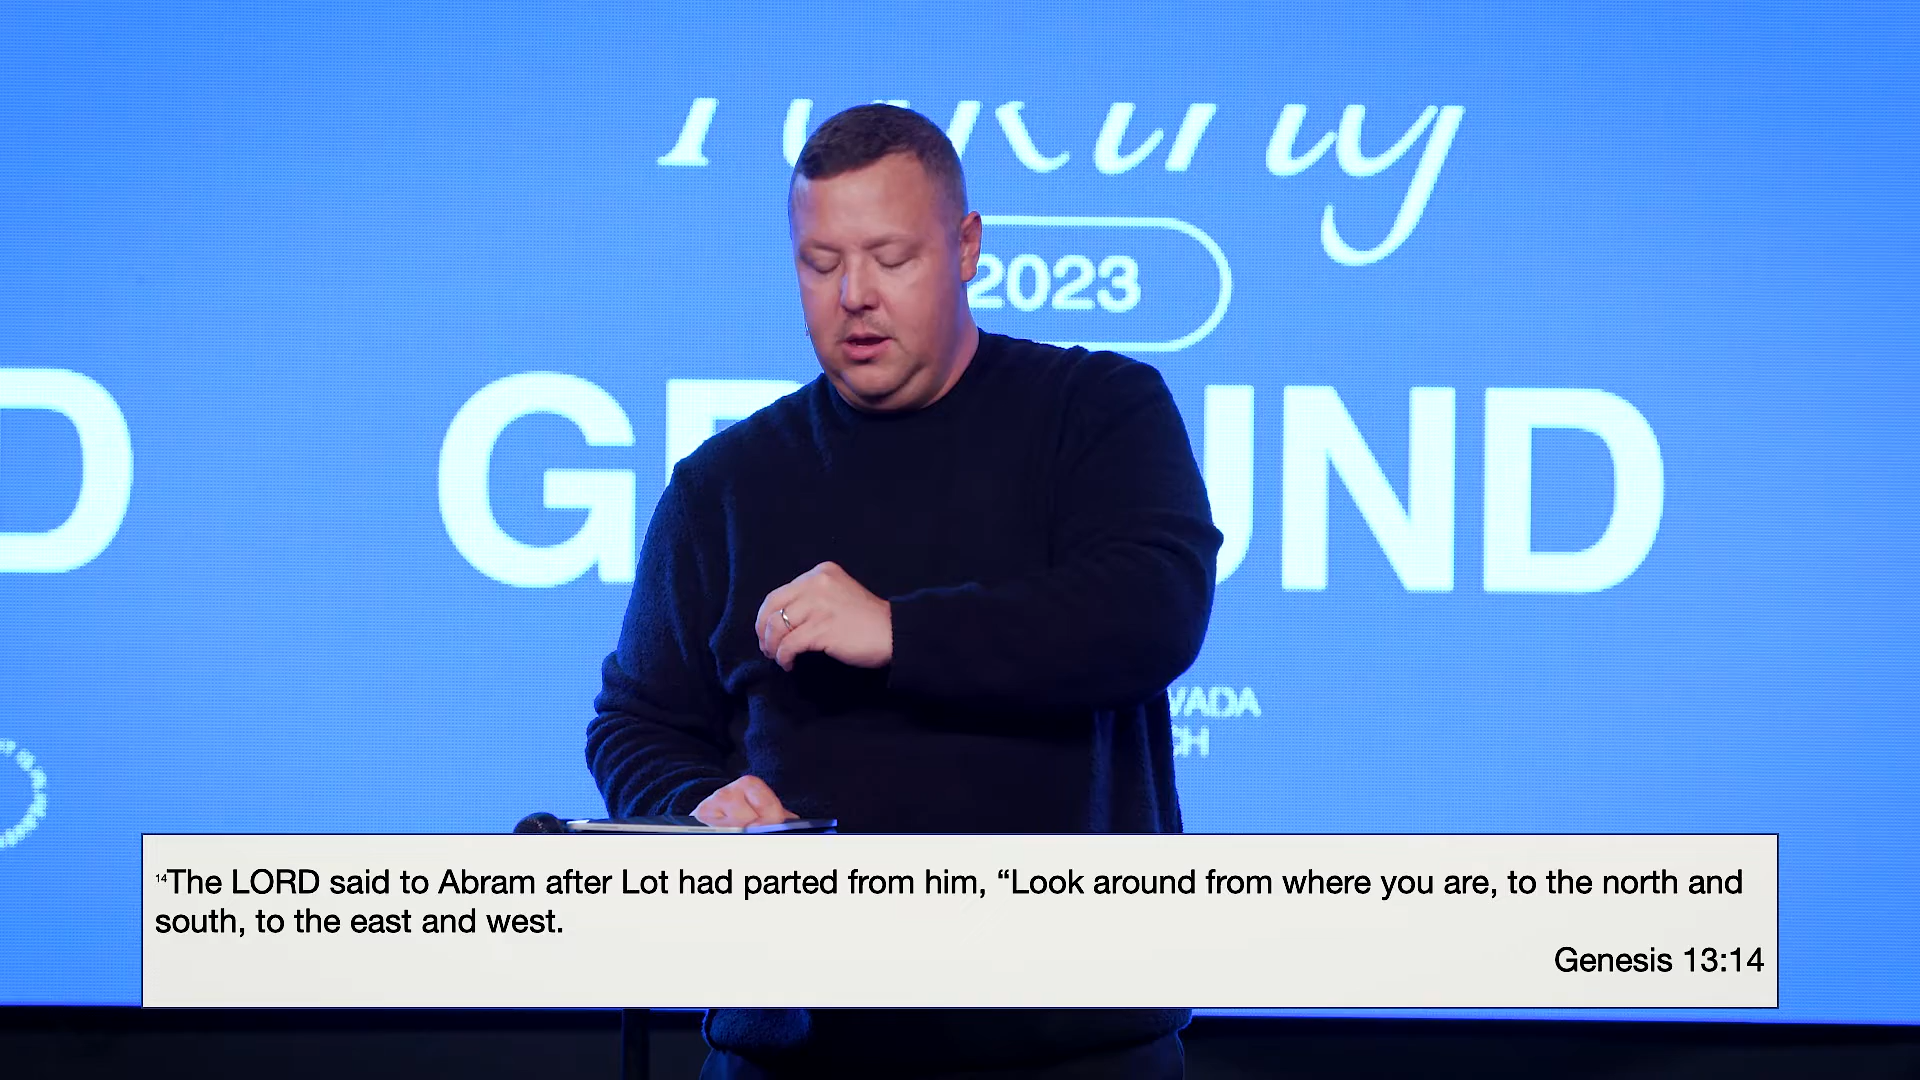 2023
D
UND
¹⁴The LORD said to Abram after Lot had parted from him, “Look around from where you are, to the north and
south, to the east and west.
Genesis 13:14